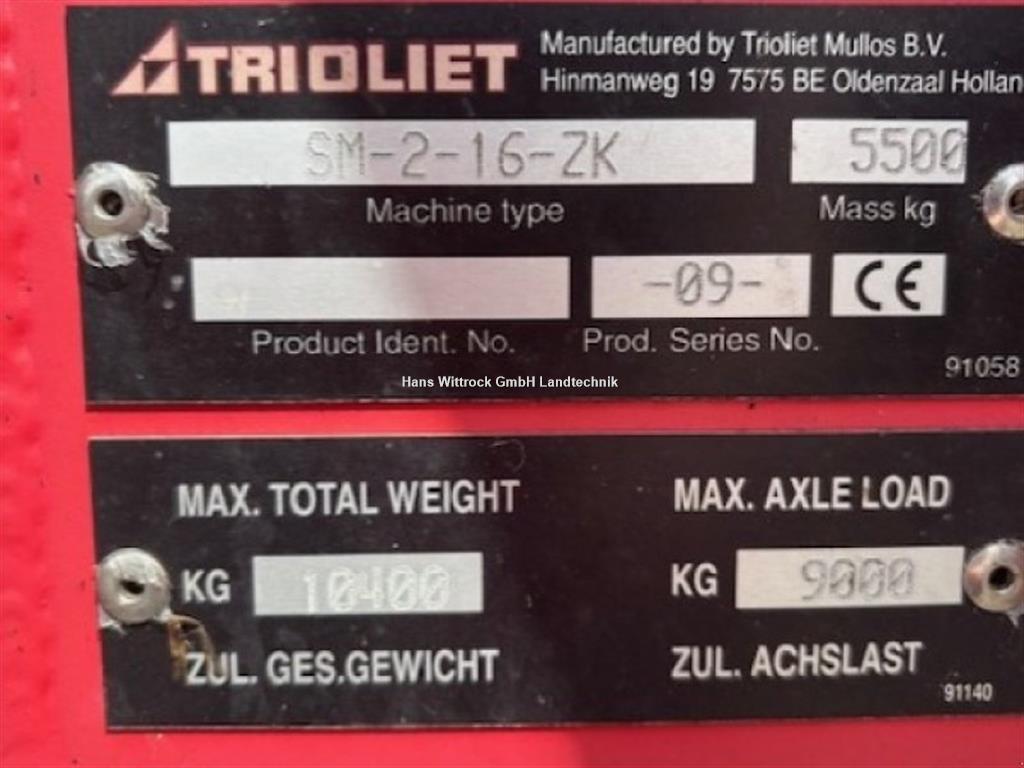 TRIOLIET Manufactured by Trioliet Mullos B.V.
Hinmanweg 19 7575 BE Oldenzaal Hollan
SM-2-16-ZK 5500
Machine type Mass kg
-09- CE
Product Ident. No. Prod. Series No.
91058
Hans Wittrock GmbH Landtechnik
MAX. TOTAL WEIGHT MAX. AXLE LOAD
KG 10400 KG 9000
ZUL. GES.GEWICHT ZUL. ACHSLAST
91140